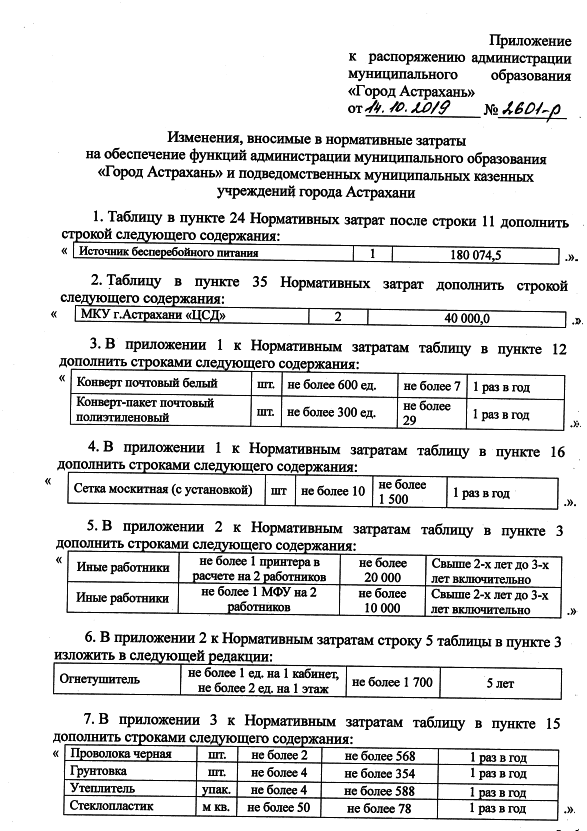 Приложение
к распоряжению администрации
муниципального образования
«Город Астрахань»
от 14.10.2019 № 2601-р
Изменения, вносимые в нормативные затраты
на обеспечение функций администрации муниципального образования
«Город Астрахань» и подведомственных муниципальных казенных
учреждений города Астрахани
1. Таблицу в пункте 24 Нормативных затрат после строки 11 дополнить
строкой следующего содержания:
« Источник бесперебойного питания 1 180 074,5 .».
2. Таблицу в пункте 35 Нормативных затрат дополнить строкой
следующего содержания:
« МКУ г.Астрахани «ЦСД» 2 40 000,0 .».
3. В приложении 1 к Нормативным затратам таблицу в пункте 12
дополнить строками следующего содержания:
« Конверт почтовый белый шт. не более 600 ед. не более 7 1 раз в год
Конверт-пакет почтовый
полиэтиленовый шт. не более 300 ед. не более
29 1 раз в год .».
4. В приложении 1 к Нормативным затратам таблицу в пункте 16
дополнить строками следующего содержания:
« Сетка москитная (с установкой) шт не более 10 не более
1 500 1 раз в год .».
5. В приложении 2 к Нормативным затратам таблицу в пункте 3
дополнить строками следующего содержания:
« Иные работники не более 1 принтера в
расчете на 2 работников не более
20 000 Свыше 2-х лет до 3-х
лет включительно
Иные работники не более 1 МФУ на 2
работников не более
10 000 Свыше 2-х лет до 3-х
лет включительно .»
6. В приложении 2 к Нормативным затратам строку 5 таблицы в пункте 3
изложить в следующей редакции:
Огнетушитель не более 1 ед. на 1 кабинет,
не более 2 ед. на 1 этаж не более 1 700 5 лет
7. В приложении 3 к Нормативным затратам таблицу в пункте 15
дополнить строками следующего содержания:
« Проволока черная шт. не более 2 не более 568 1 раз в год
Грунтовка шт. не более 4 не более 354 1 раз в год
Утеплитель упак. не более 4 не более 588 1 раз в год
Стеклопластик м кв. не более 50 не более 78 1 раз в год .».